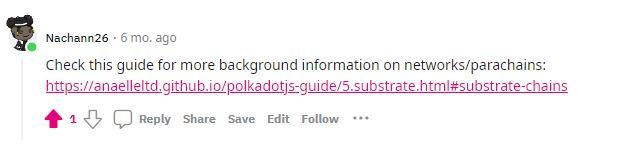 Nachann26 · 6 mo. ago
Check this guide for more background information on networks/parachains:
https://anaelleltd.github.io/polkadotjs-guide/5.substrate.html#substrate-chains
1 Reply Share Save Edit Follow ...